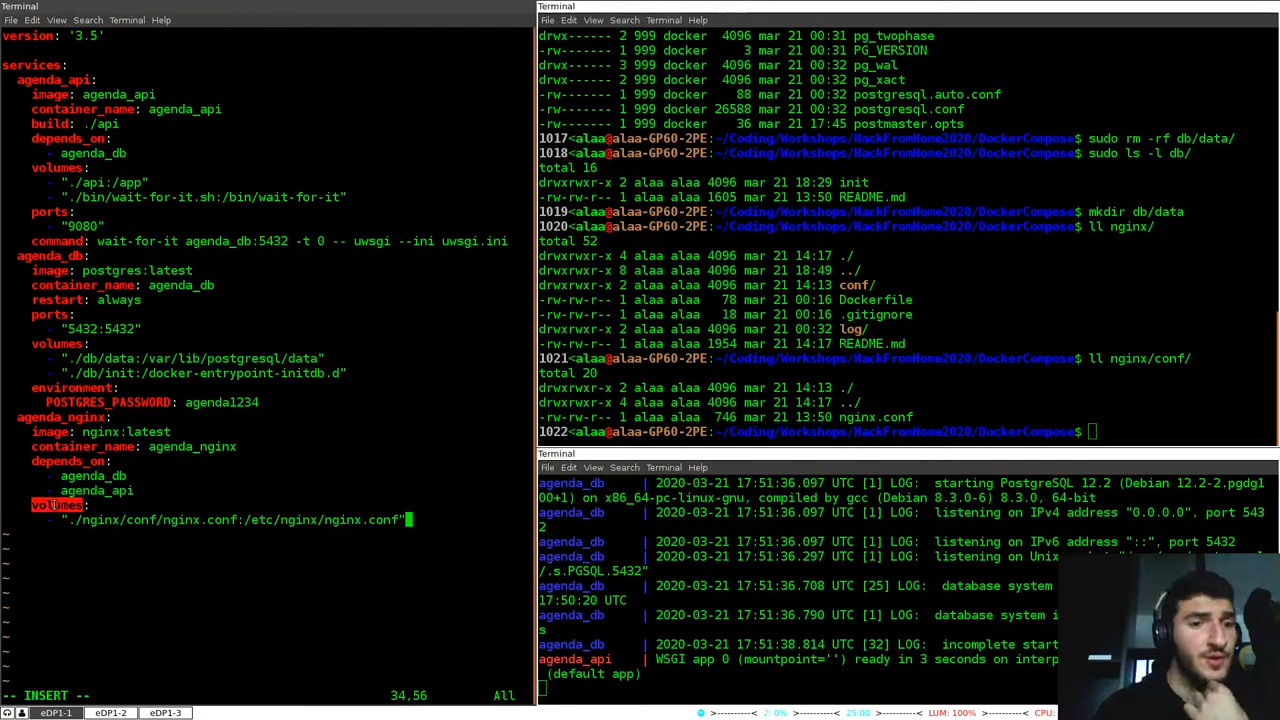 Terminal
File Edit View Search Terminal Help
version: '3.5'
services:
agenda_api:
image: agenda_api
container_name: agenda_api
build: ./api
depends_on:
- agenda_db
volumes:
- "./api:/app"
- "./bin/wait-for-it.sh:/bin/wait-for-it"
ports:
- "9080"
command: wait-for-it agenda_db:5432 -t 0 -- uwsgi --ini uwsgi.ini
agenda_db:
image: postgres:latest
container_name: agenda_db
restart: always
ports:
- "5432:5432"
volumes:
- "./db/data:/var/lib/postgresql/data"
- "./db/init:/docker-entrypoint-initdb.d"
environment:
POSTGRES_PASSWORD: agenda1234
agenda_nginx:
image: nginx:latest
container_name: agenda_nginx
depends_on:
- agenda_db
- agenda_api
volumes:
- "./nginx/conf/nginx.conf:/etc/nginx/nginx.conf"
~
~
~
~
~
~
~
~
~
~
~
-- INSERT -- 34,56 All
Terminal
File Edit View Search Terminal Help
drwx------ 2 999 docker 4096 mar 21 00:31 pg_twophase
-rw------- 1 999 docker 3 mar 21 00:31 PG_VERSION
drwx------ 3 999 docker 4096 mar 21 00:32 pg_wal
drwx------ 2 999 docker 4096 mar 21 00:32 pg_xact
-rw------- 1 999 docker 88 mar 21 00:32 postgresql.auto.conf
-rw------- 1 999 docker 26588 mar 21 00:32 postgresql.conf
-rw------- 1 999 docker 36 mar 21 17:45 postmaster.opts
1017<alaa@alaa-GP60-2PE:~/Coding/Workshops/HackFromHome2020/DockerCompose$ sudo rm -rf db/data/
1018<alaa@alaa-GP60-2PE:~/Coding/Workshops/HackFromHome2020/DockerCompose$ sudo ls -l db/
total 16
drwxrwxr-x 2 alaa alaa 4096 mar 21 18:29 init
-rw-rw-r-- 1 alaa alaa 1605 mar 21 13:50 README.md
1019<alaa@alaa-GP60-2PE:~/Coding/Workshops/HackFromHome2020/DockerCompose$ mkdir db/data
1020<alaa@alaa-GP60-2PE:~/Coding/Workshops/HackFromHome2020/DockerCompose$ ll nginx/
total 52
drwxrwxr-x 4 alaa alaa 4096 mar 21 14:17 ./
drwxrwxr-x 8 alaa alaa 4096 mar 21 18:49 ../
drwxrwxr-x 2 alaa alaa 4096 mar 21 14:13 conf/
-rw-rw-r-- 1 alaa alaa 78 mar 21 00:16 Dockerfile
-rw-rw-r-- 1 alaa alaa 18 mar 21 00:16 .gitignore
drwxrwxr-x 2 alaa alaa 4096 mar 21 00:32 log/
-rw-rw-r-- 1 alaa alaa 1954 mar 21 14:17 README.md
1021<alaa@alaa-GP60-2PE:~/Coding/Workshops/HackFromHome2020/DockerCompose$ ll nginx/conf/
total 20
drwxrwxr-x 2 alaa alaa 4096 mar 21 14:13 ./
drwxrwxr-x 4 alaa alaa 4096 mar 21 14:17 ../
-rw-rw-r-- 1 alaa alaa 746 mar 21 13:50 nginx.conf
1022<alaa@alaa-GP60-2PE:~/Coding/Workshops/HackFromHome2020/DockerCompose$
Terminal
File Edit View Search Terminal Help
agenda_db | 2020-03-21 17:51:36.097 UTC [1] LOG: starting PostgreSQL 12.2 (Debian 12.2-2.pgdg1
00+1) on x86_64-pc-linux-gnu, compiled by gcc (Debian 8.3.0-6) 8.3.0, 64-bit
agenda_db | 2020-03-21 17:51:36.097 UTC [1] LOG: listening on IPv4 address "0.0.0.0", port 543
2
agenda_db | 2020-03-21 17:51:36.097 UTC [1] LOG: listening on IPv6 address "::", port 5432
agenda_db | 2020-03-21 17:51:36.297 UTC [1] LOG: listening on Unix
/.s.PGSQL.5432"
agenda_db | 2020-03-21 17:51:36.708 UTC [25] LOG: database system
17:50:20 UTC
agenda_db | 2020-03-21 17:51:36.790 UTC [1] LOG: database system
s
agenda_db | 2020-03-21 17:51:38.814 UTC [32] LOG: incomplete start
agenda_api | WSGI app 0 (mountpoint='') ready in 3 seconds on interp
(default app)
eDP1-1 eDP1-2 eDP1-3 >----------< 0% >----------< 25:00 >----------< LUM: 100% >----------< CPU: